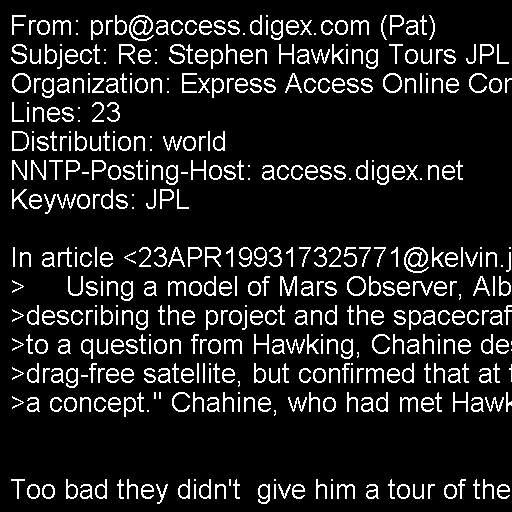 From: prb@access.digex.com (Pat)
Subject: Re: Stephen Hawking Tours JPL
Organization: Express Access Online Con
Lines: 23
Distribution: world
NNTP-Posting-Host: access.digex.net
Keywords: JPL

In article <23APR199317325771@kelvin.j
>      Using a model of Mars Observer, Alb
>describing the project and the spacecraf
>to a question from Hawking, Chahine des
>drag-free satellite, but confirmed that at t
>a concept." Chahine, who had met Hawk

Too bad they didn't  give him a tour of the